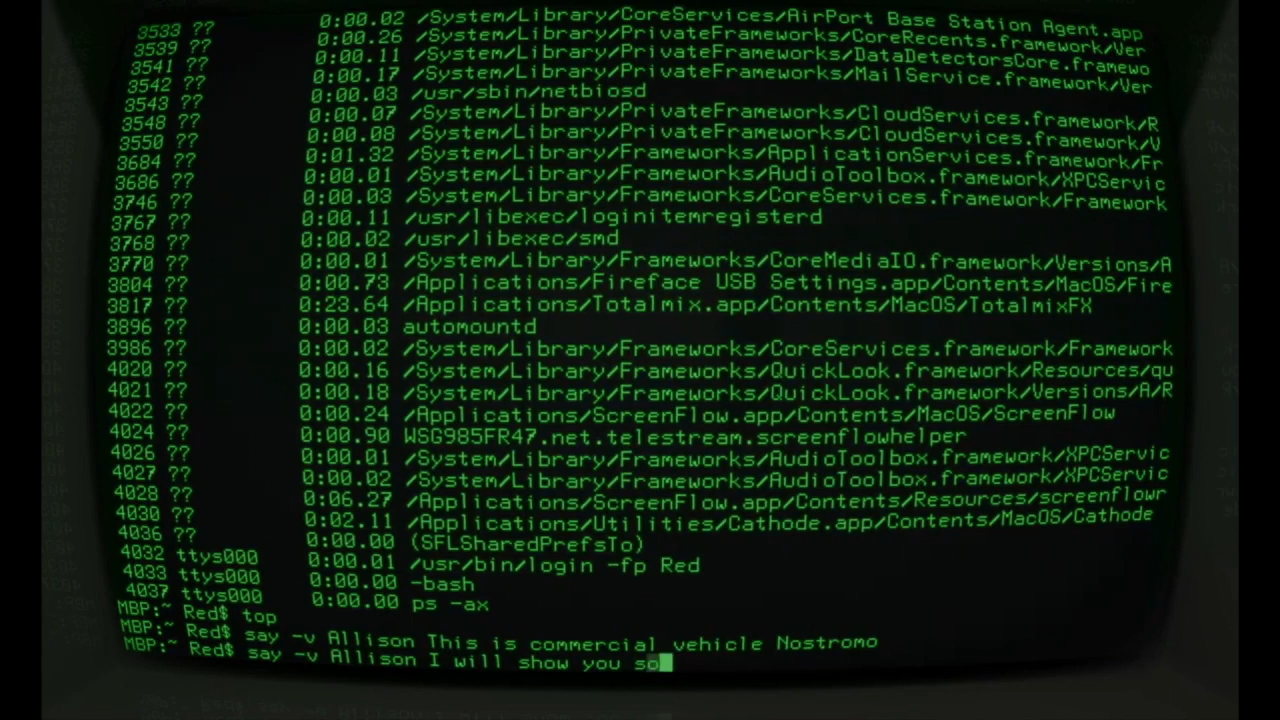 3533 ?? 0:00.02 /System/Library/CoreServices/AirPort Base Station Agent.app
3539 ?? 0:00.26 /System/Library/PrivateFrameworks/CoreRecents.framework/Ver
3541 ?? 0:00.11 /System/Library/PrivateFrameworks/DataDetectorsCore.framewo
3542 ?? 0:00.17 /System/Library/PrivateFrameworks/MailService.framework/Ver
3543 ?? 0:00.03 /usr/sbin/netbiosd
3548 ?? 0:00.07 /System/Library/PrivateFrameworks/CloudServices.framework/R
3550 ?? 0:00.08 /System/Library/PrivateFrameworks/CloudServices.framework/V
3684 ?? 0:01.32 /System/Library/Frameworks/ApplicationServices.framework/Fr
3686 ?? 0:00.01 /System/Library/Frameworks/AudioToolbox.framework/XPCServic
3746 ?? 0:00.03 /System/Library/Frameworks/CoreServices.framework/Framework
3767 ?? 0:00.11 /usr/libexec/loginitemregisterd
3768 ?? 0:00.02 /usr/libexec/smd
3770 ?? 0:00.01 /System/Library/Frameworks/CoreMediaIO.framework/Versions/A
3804 ?? 0:00.73 /Applications/Fireface USB Settings.app/Contents/MacOS/Fire
3817 ?? 0:23.64 /Applications/Totalmix.app/Contents/MacOS/TotalmixFX
3896 ?? 0:00.03 automountd
3986 ?? 0:00.02 /System/Library/Frameworks/CoreServices.framework/Framework
4020 ?? 0:00.16 /System/Library/Frameworks/QuickLook.framework/Resources/qu
4021 ?? 0:00.18 /System/Library/Frameworks/QuickLook.framework/Versions/A/R
4022 ?? 0:00.24 /Applications/ScreenFlow.app/Contents/MacOS/ScreenFlow
4024 ?? 0:00.90 WSG985FR47.net.telestream.screenflowhelper
4026 ?? 0:00.01 /System/Library/Frameworks/AudioToolbox.framework/XPCServic
4027 ?? 0:00.02 /System/Library/Frameworks/AudioToolbox.framework/XPCServic
4028 ?? 0:06.27 /Applications/ScreenFlow.app/Contents/Resources/screenflowr
4030 ?? 0:02.11 /Applications/Utilities/Cathode.app/Contents/MacOS/Cathode
4036 ?? 0:00.00 (SFLSharedPrefsTo)
4032 ttys000 0:00.01 /usr/bin/login -fp Red
4033 ttys000 0:00.00 -bash
4037 ttys000 0:00.00 ps -ax
MBP:~ Red$ top
MBP:~ Red$ say -v Allison This is commercial vehicle Nostromo
MBP:~ Red$ say -v Allison I will show you so